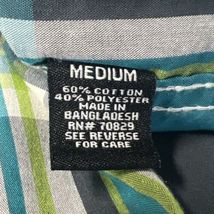 MEDIUM
60% COTTON
40% POLYESTER
MADE IN
BANGLADESH
RN# 70829
SEE REVERSE
FOR CARE